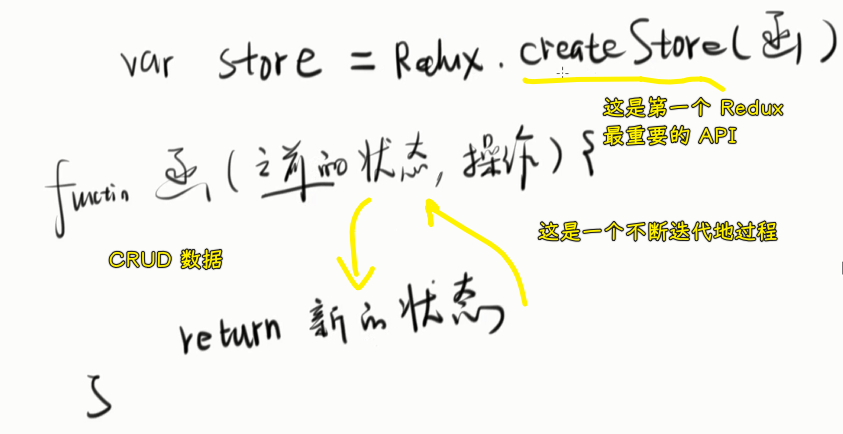 var store = Redux.createStore(函)
这是第一个 Redux
最重要的 API
function 函(之前的状态, 操作) {
这是一个不断迭代地过程
CRUD 数据
return 新的状态
}